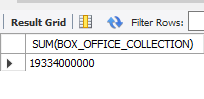 Result Grid Filter Rows:
SUM(BOX_OFFICE_COLLECTION)
19334000000